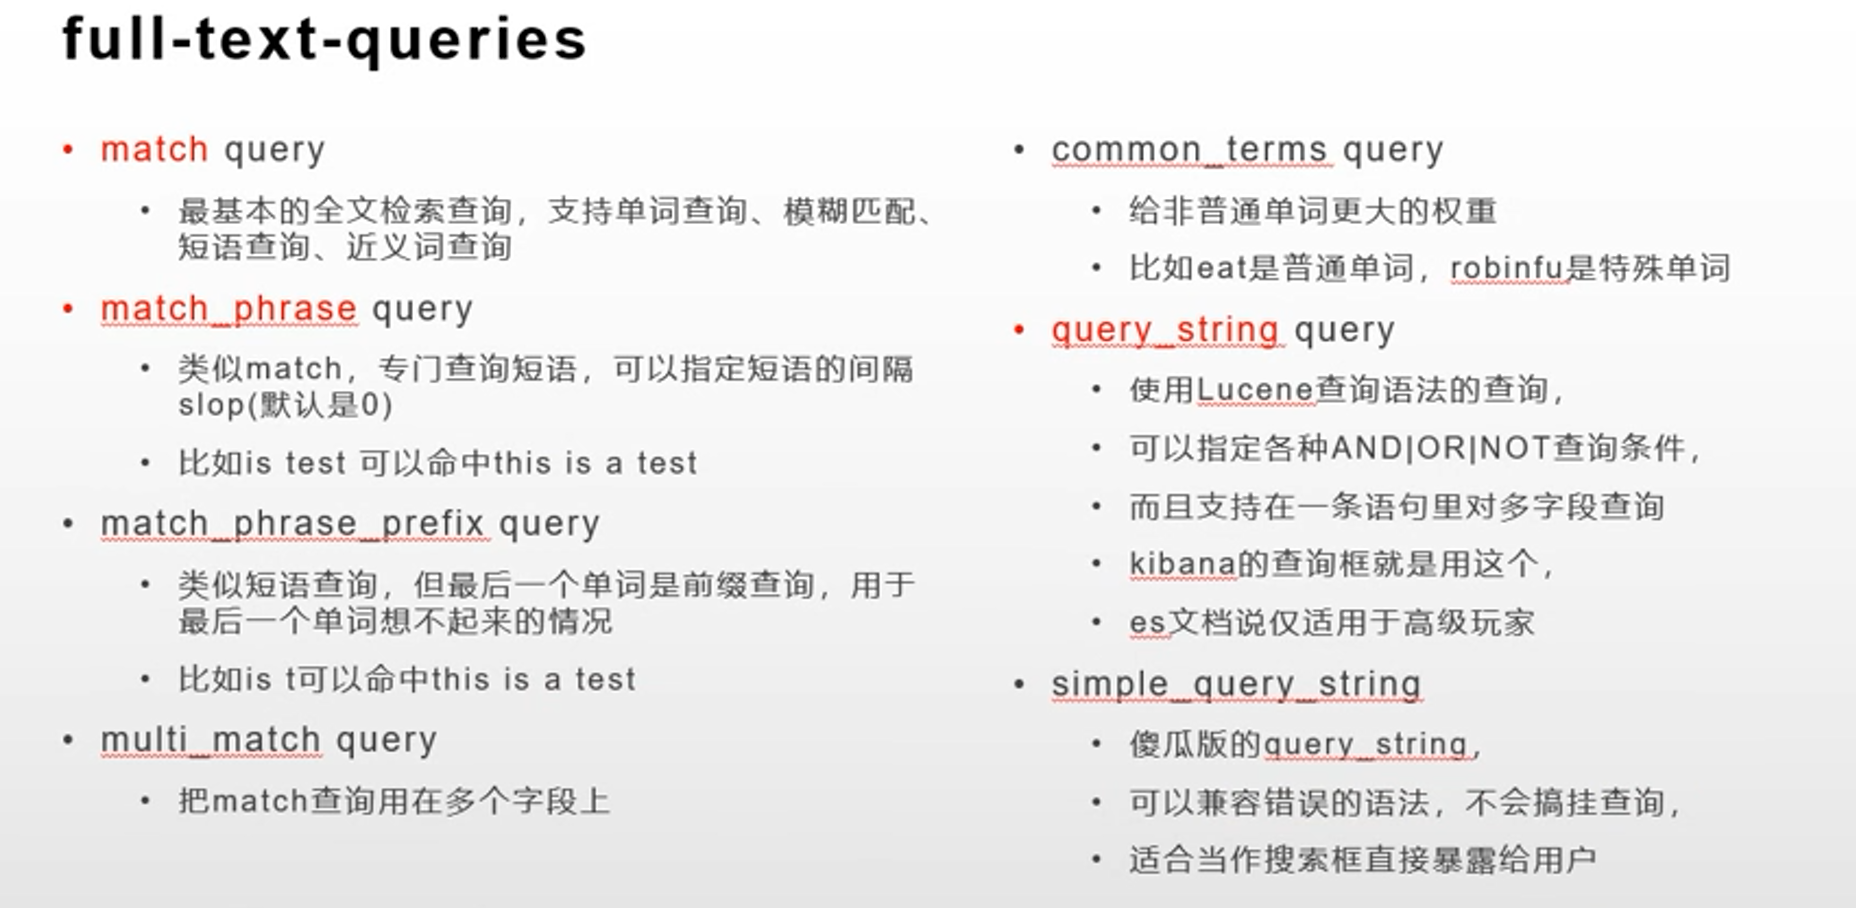 full-text-queries
• match query
• 最基本的全文检索查询，支持单词查询、模糊匹配、
短语查询、近义词查询
• match_phrase query
• 类似match，专门查询短语，可以指定短语的间隔
slop(默认是0)
• 比如is test 可以命中this is a test
• match_phrase_prefix query
• 类似短语查询，但最后一个单词是前缀查询，用于
最后一个单词想不起来的情况
• 比如is t可以命中this is a test
• multi_match query
• 把match查询用在多个字段上
• common_terms query
• 给非普通单词更大的权重
• 比如eat是普通单词，robinfu是特殊单词
• query_string query
• 使用Lucene查询语法的查询，
• 可以指定各种AND|OR|NOT查询条件，
• 而且支持在一条语句里对多字段查询
• kibana的查询框就是用这个，
• es文档说仅适用于高级玩家
• simple_query_string
• 傻瓜版的query_string，
• 可以兼容错误的语法，不会搞挂查询，
• 适合当作搜索框直接暴露给用户